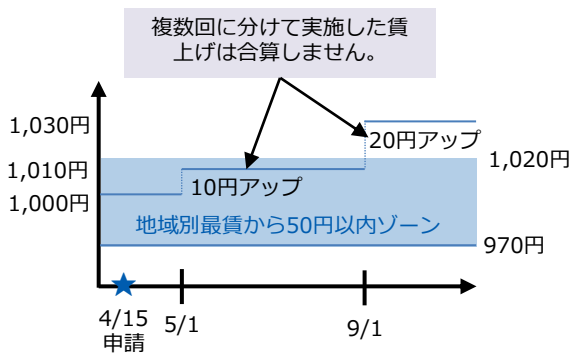 複数回に分けて実施した賃
上げは合算しません。
1,030円
20円アップ
1,020円
1,010円
10円アップ
1,000円
地域別最賃から50円以内ゾーン
970円
4/15
申請
5/1
9/1